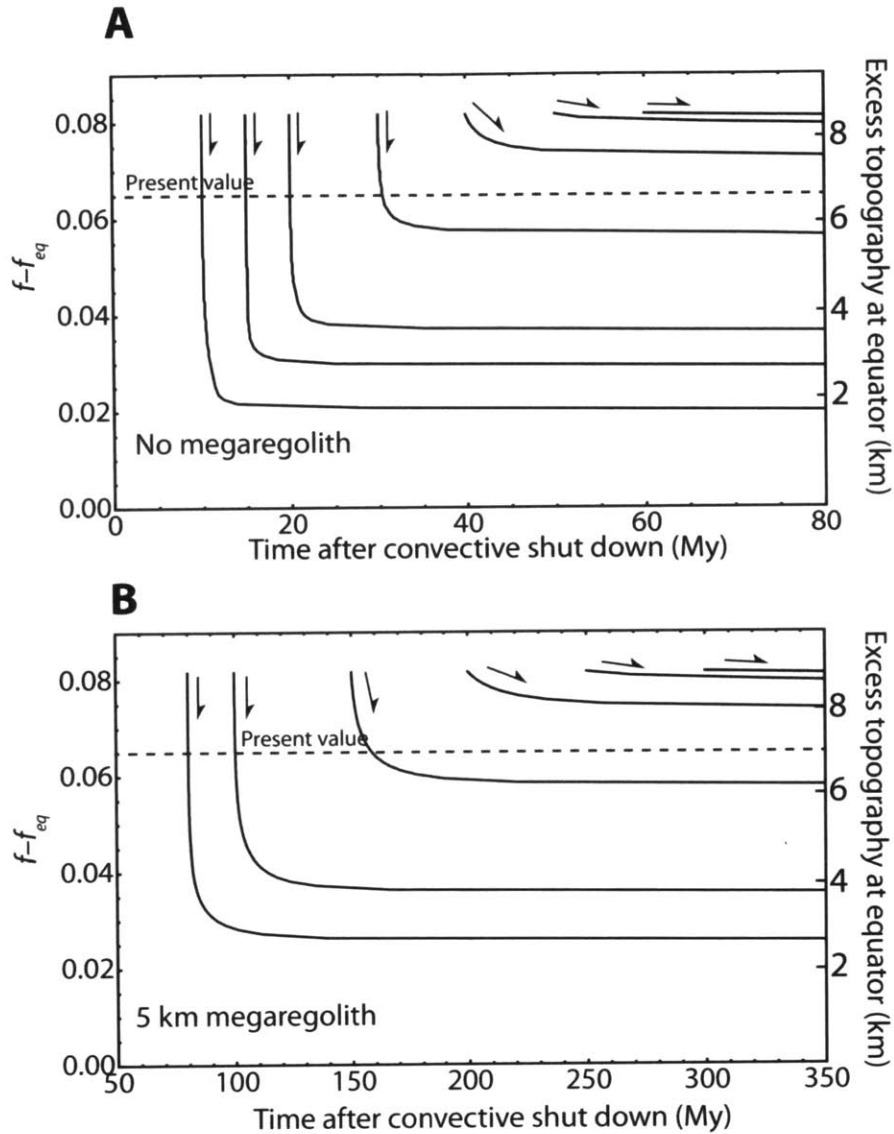 A
0.08
0.06
0.04
0.02
0.00
f–feq
Present value
No megaregolith
8
6
4
2
Excess topography at equator (km)
0 20 40 60 80
Time after convective shut down (My)
B
0.08
0.06
0.04
0.02
0.00
f–feq
Present value
5 km megaregolith
8
6
4
2
Excess topography at equator (km)
50 100 150 200 250 300 350
Time after convective shut down (My)